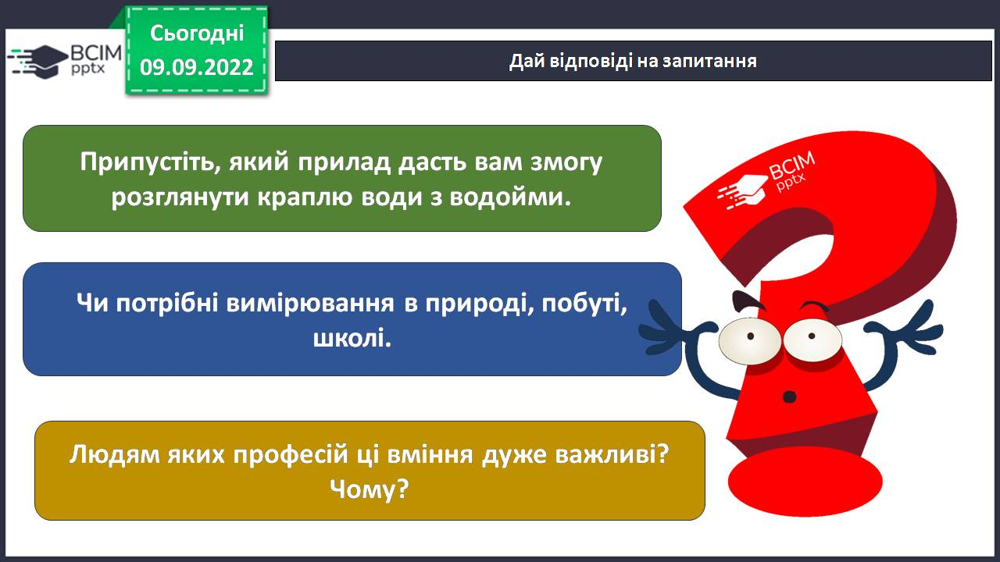 Сьогодні
09.09.2022
BCIM
pptx
Дай відповіді на запитання
Припустіть, який прилад дасть вам змогу
розглянути краплю води з водойми.
BCIM
pptx
Чи потрібні вимірювання в природі, побуті,
школі.
Людям яких професій ці вміння дуже важливі?
Чому?